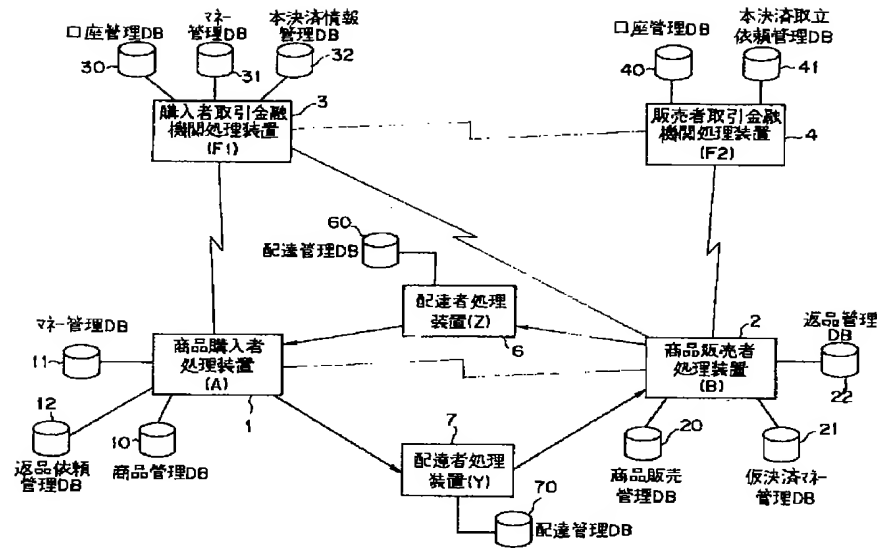 口座管理DB
30
マネー
管理DB
31
本決済情報
管理DB
32
口座管理DB
40
本決済取立
依頼管理DB
41
3
購入者取引金融
機関処理装置
(F1)
販売者取引金融
機関処理装置
(F2)
4
60
配達管理DB
配達者処理
装置(Z)
6
マネー管理DB
11
商品購入者
処理装置
(A)
1
2
商品販売者
処理装置
(B)
返品管理
DB
22
12
返品依頼
管理DB
10
商品管理DB
7
配達者処理
装置(Y)
70
配達管理DB
20
商品販売
管理DB
21
仮決済マネー
管理DB